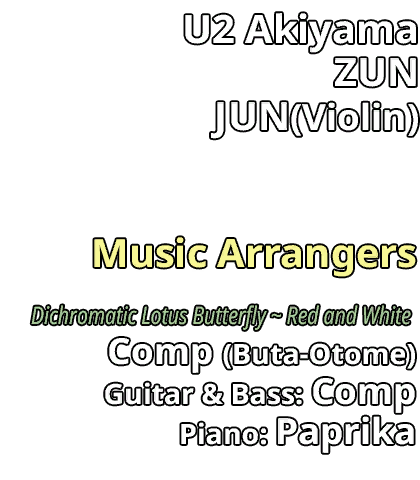 U2 Akiyama
ZUN
JUN(Violin)
Music Arrangers
Dichromatic Lotus Butterfly ~ Red and White
Comp (Buta-Otome)
Guitar & Bass: Comp
Piano: Paprika